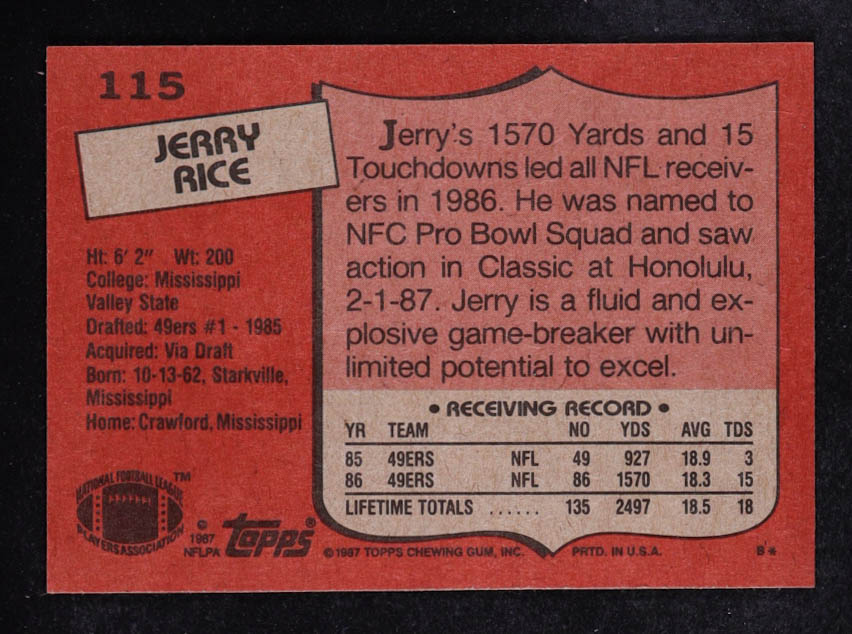 115
JERRY
RICE
Ht: 6' 2" Wt: 200
College: Mississippi
Valley State
Drafted: 49ers #1 - 1985
Acquired: Via Draft
Born: 10-13-62, Starkville,
Mississippi
Home: Crawford, Mississippi
Jerry's 1570 Yards and 15
Touchdowns led all NFL receiv-
ers in 1986. He was named to
NFC Pro Bowl Squad and saw
action in Classic at Honolulu,
2-1-87. Jerry is a fluid and ex-
plosive game-breaker with un-
limited potential to excel.
• RECEIVING RECORD •
YR TEAM NO YDS AVG TDS
85 49ERS NFL 49 927 18.9 3
86 49ERS NFL 86 1570 18.3 15
LIFETIME TOTALS ...... 135 2497 18.5 18
NATIONAL FOOTBALL LEAGUE
PLAYERS ASSOCIATION
TM
© 1987
NFLPA
topps®
© 1987 TOPPS CHEWING GUM, INC. PRTD. IN U.S.A. B*